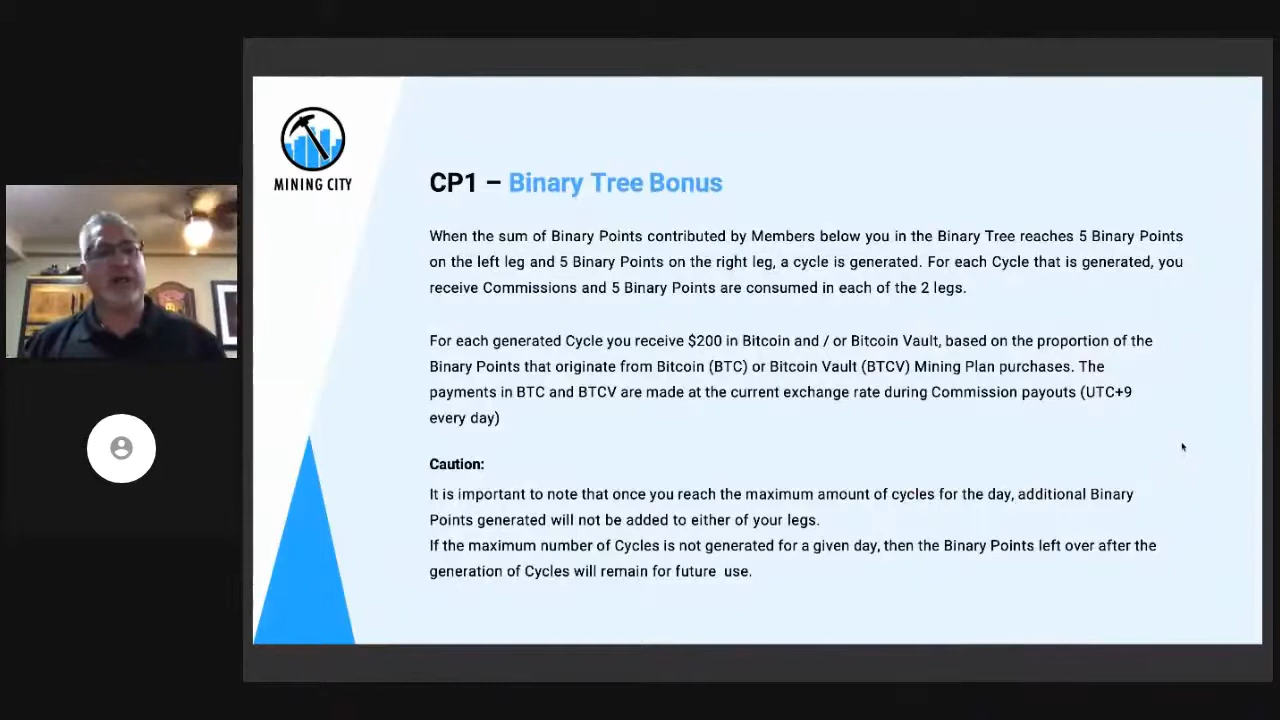 MINING CITY
CP1 – Binary Tree Bonus
When the sum of Binary Points contributed by Members below you in the Binary Tree reaches 5 Binary Points
on the left leg and 5 Binary Points on the right leg, a cycle is generated. For each Cycle that is generated, you
receive Commissions and 5 Binary Points are consumed in each of the 2 legs.
For each generated Cycle you receive $200 in Bitcoin and / or Bitcoin Vault, based on the proportion of the
Binary Points that originate from Bitcoin (BTC) or Bitcoin Vault (BTCV) Mining Plan purchases. The
payments in BTC and BTCV are made at the current exchange rate during Commission payouts (UTC+9
every day)
Caution:
It is important to note that once you reach the maximum amount of cycles for the day, additional Binary
Points generated will not be added to either of your legs.
If the maximum number of Cycles is not generated for a given day, then the Binary Points left over after the
generation of Cycles will remain for future use.